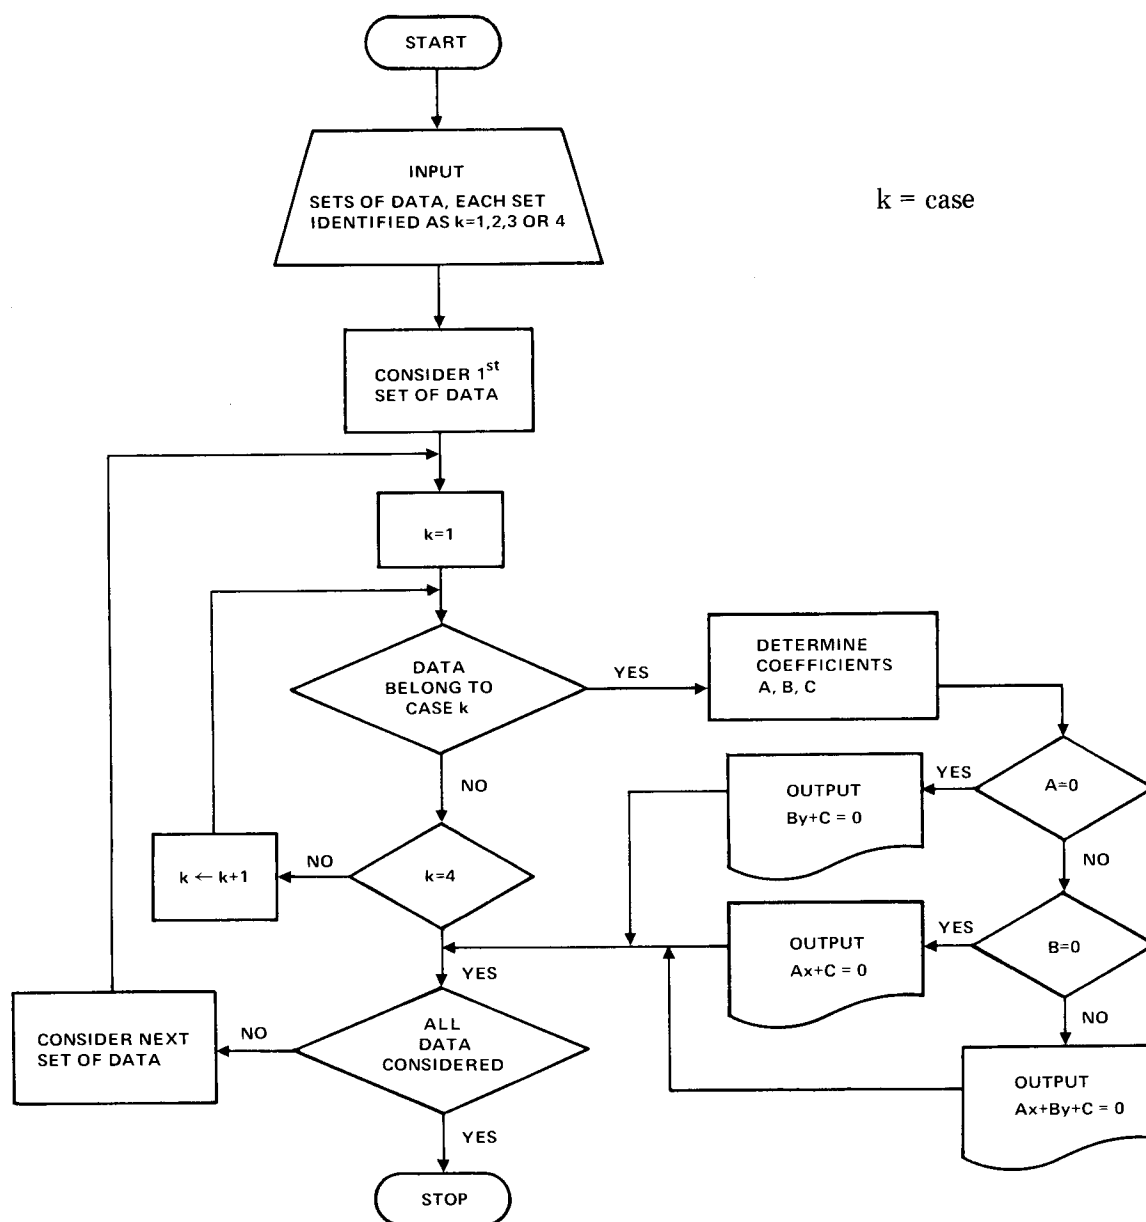 START
INPUT
SETS OF DATA, EACH SET
IDENTIFIED AS k=1,2,3 OR 4
k = case
CONSIDER 1st
SET OF DATA
k=1
DATA
BELONG TO
CASE k
YES
DETERMINE
COEFFICIENTS
A, B, C
NO
A=0
YES
OUTPUT
By+C = 0
NO
k=4
NO
k ← k+1
B=0
YES
OUTPUT
Ax+C = 0
YES
NO
OUTPUT
Ax+By+C = 0
ALL
DATA
CONSIDERED
NO
CONSIDER NEXT
SET OF DATA
YES
STOP